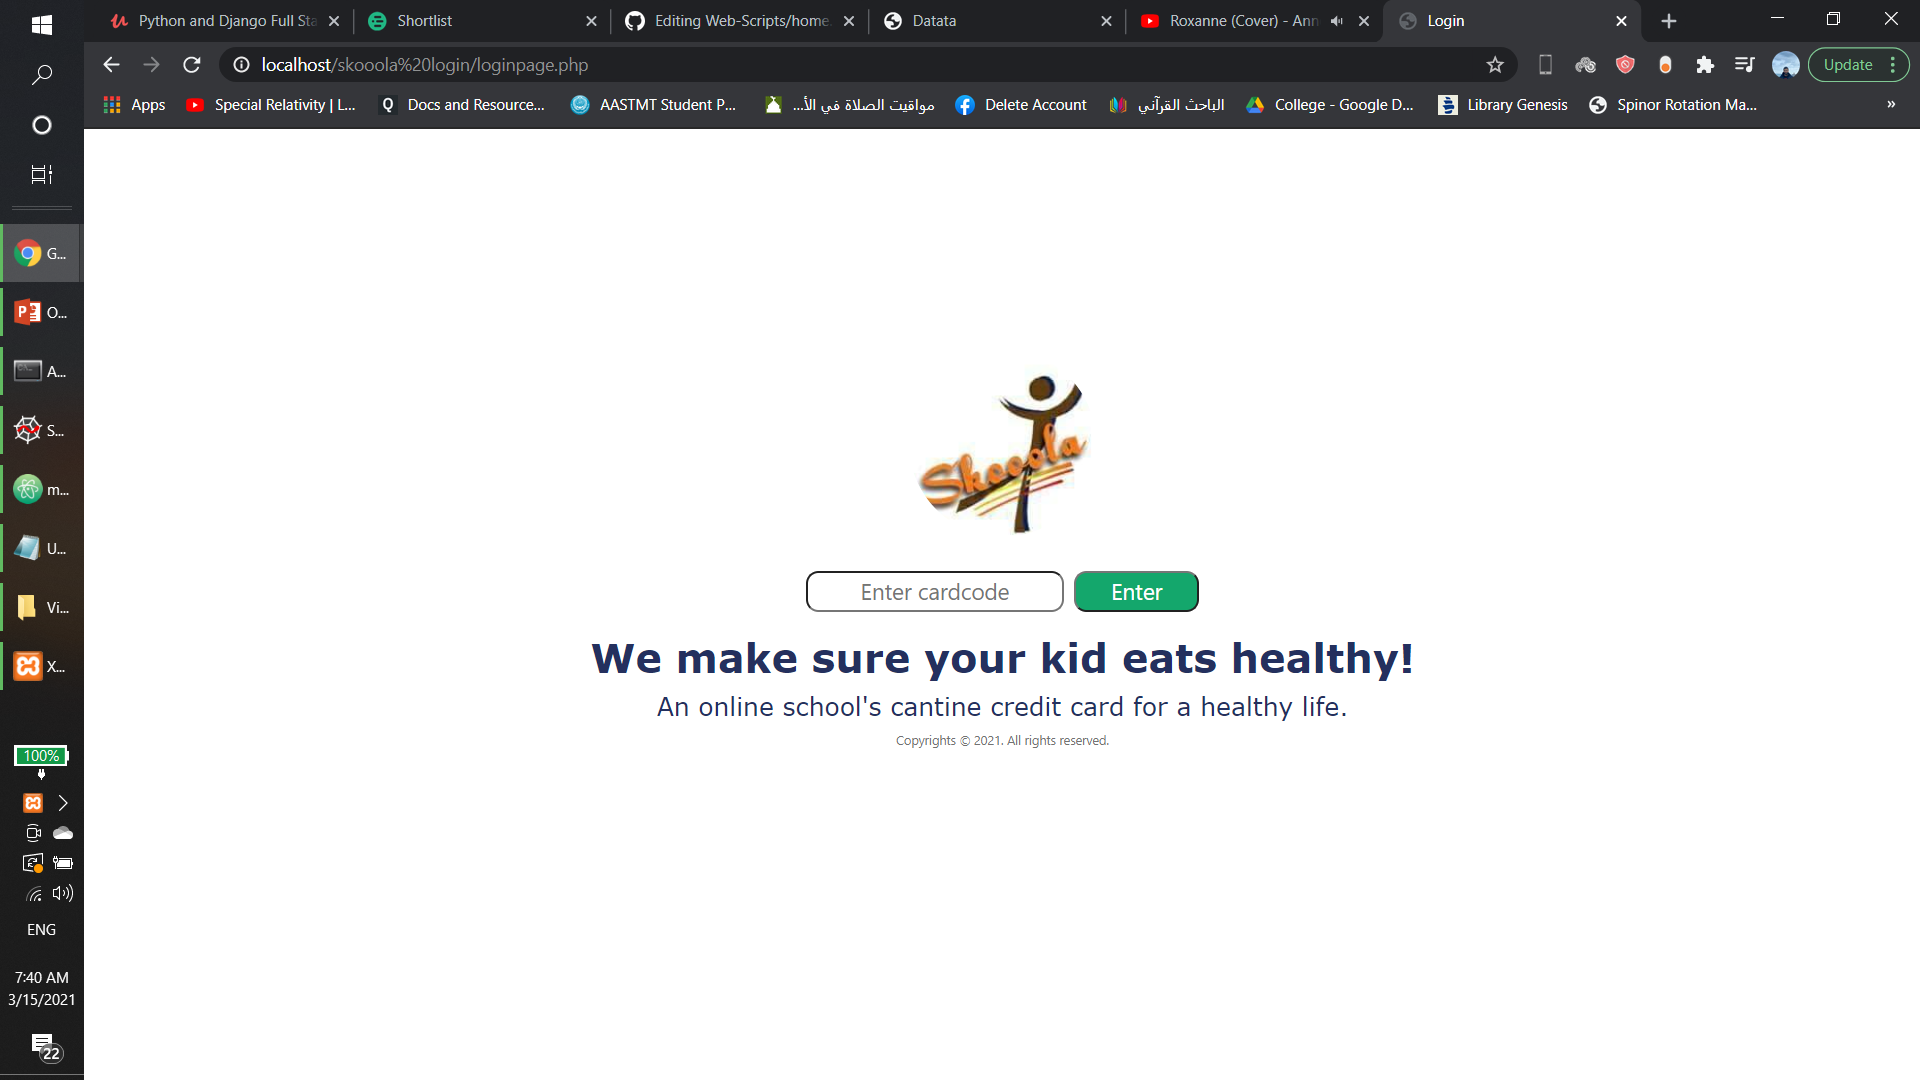 Python and Django Full Sta
Shortlist
Editing Web-Scripts/home.
Datata
Roxanne (Cover) - Ann
Login
localhost/skooola%20login/loginpage.php
Update
Apps
Special Relativity | L...
Q
Docs and Resource...
AASTMT Student P...
مواقيت الصلاة في الأ...
Delete Account
الباحث القرآني
College - Google D...
Library Genesis
Spinor Rotation Ma...
»
G...
O...
A...
S...
m...
U...
Vi...
X...
100%
ENG
7:40 AM
3/15/2021
22
Skooola
Enter cardcode
Enter
We make sure your kid eats healthy!
An online school's cantine credit card for a healthy life.
Copyrights © 2021. All rights reserved.